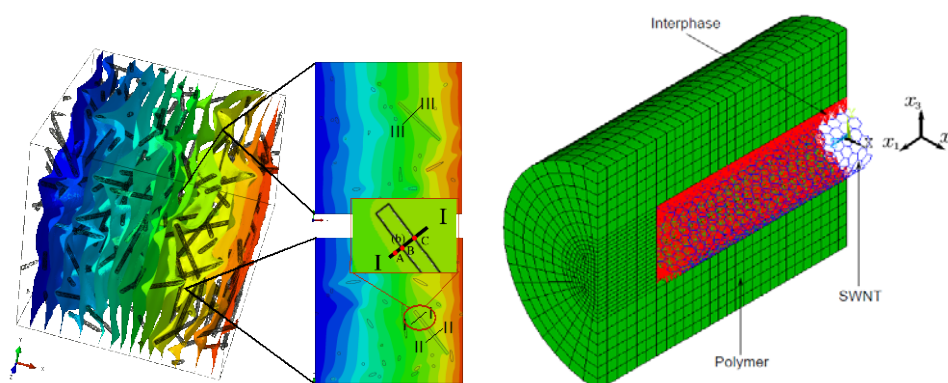 Interphase
III
III
x₃
x₁
x
I
(b)
C
B
A
I
SWNT
I
I
II
II
Polymer
Y
X
Z